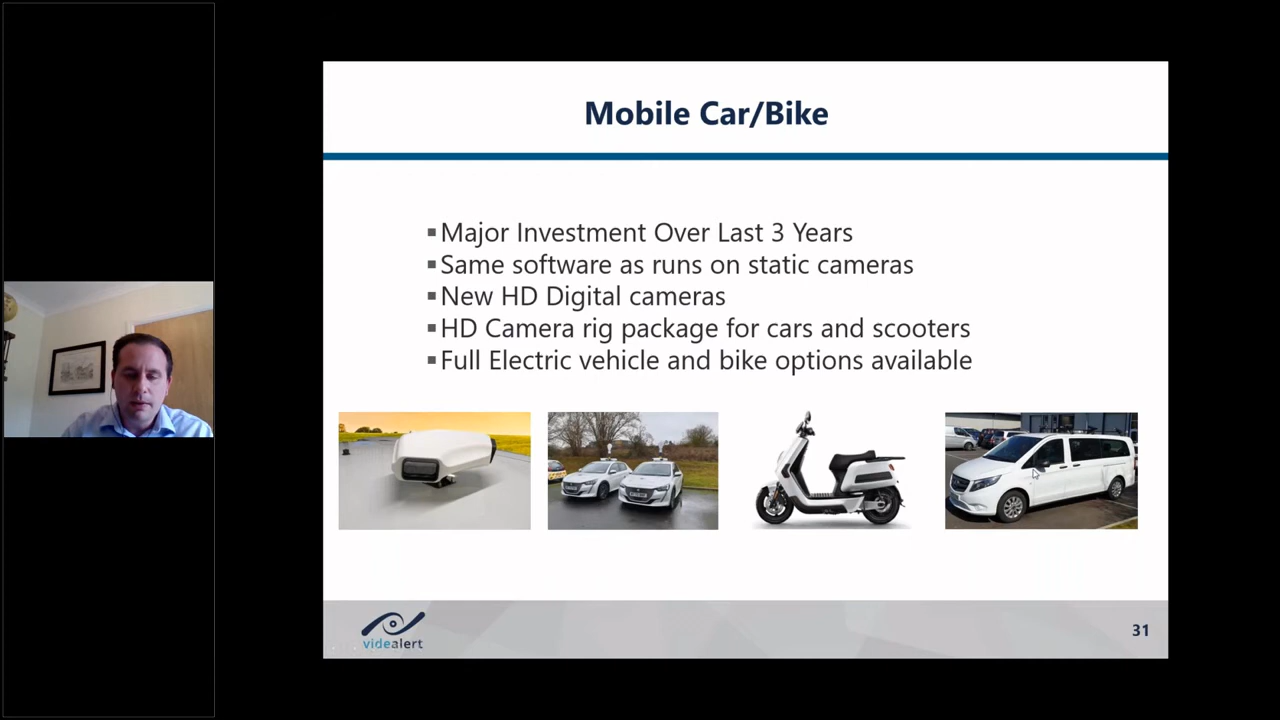 Mobile Car/Bike
▪Major Investment Over Last 3 Years
▪Same software as runs on static cameras
▪New HD Digital cameras
▪HD Camera rig package for cars and scooters
▪Full Electric vehicle and bike options available
videalert
31